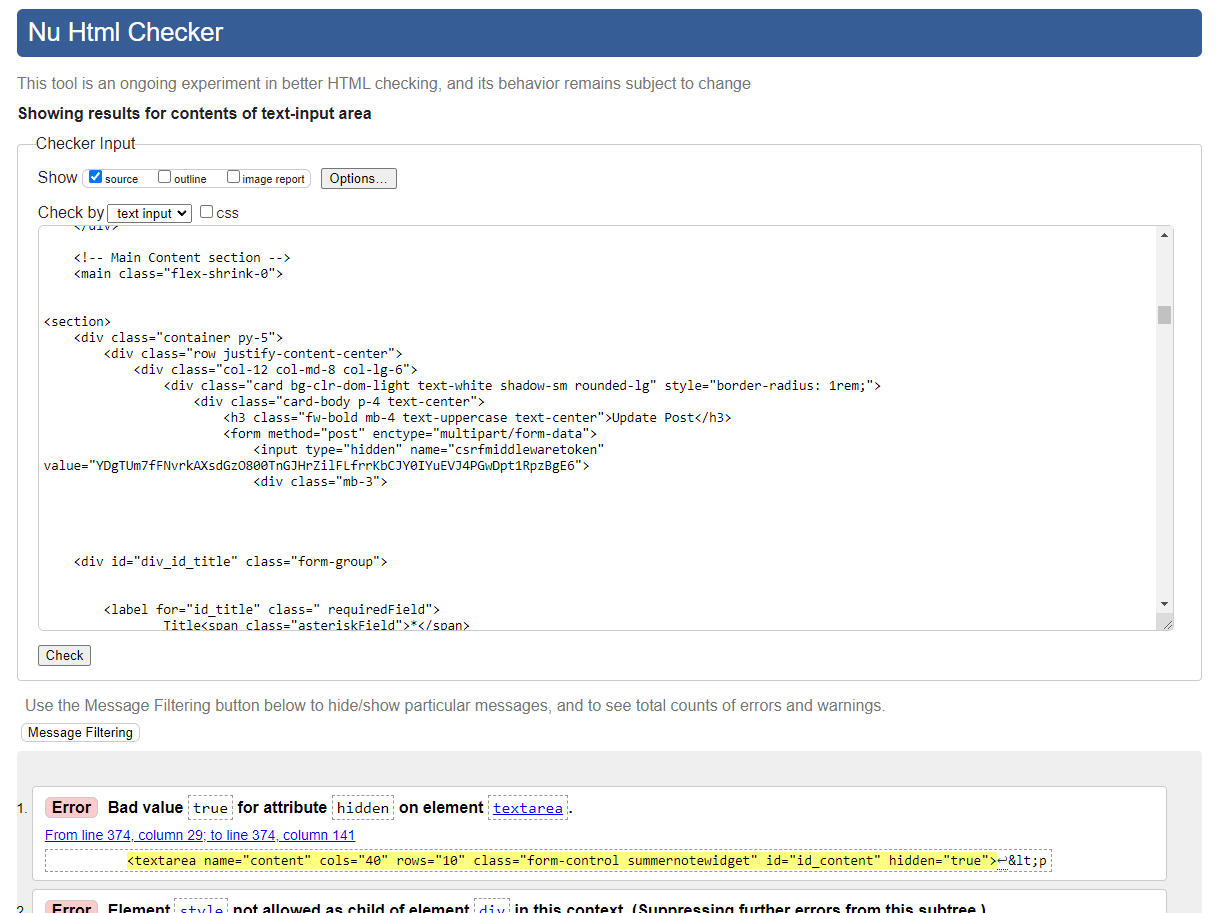 Nu Html Checker
This tool is an ongoing experiment in better HTML checking, and its behavior remains subject to change
Showing results for contents of text-input area
Checker Input
Show source outline image report Options...
Check by text input css
</div>
<!-- Main Content section -->
<main class="flex-shrink-0">
<section>
<div class="container py-5">
<div class="row justify-content-center">
<div class="col-12 col-md-8 col-lg-6">
<div class="card bg-clr-dom-light text-white shadow-sm rounded-lg" style="border-radius: 1rem;">
<div class="card-body p-4 text-center">
<h3 class="fw-bold mb-4 text-uppercase text-center">Update Post</h3>
<form method="post" enctype="multipart/form-data">
<input type="hidden" name="csrfmiddlewaretoken"
value="YDgTUm7fFNvrkAXsdGzO800TnGJHrZilFLfrrKbCJY0IYuEVJ4PGwDpt1RpzBgE6">
<div class="mb-3">
<div id="div_id_title" class="form-group">
<label for="id_title" class=" requiredField">
Title<span class="asteriskField">*</span>
Check
Use the Message Filtering button below to hide/show particular messages, and to see total counts of errors and warnings.
Message Filtering
1. Error Bad value true for attribute hidden on element textarea.
From line 374, column 29; to line 374, column 141
<textarea name="content" cols="40" rows="10" class="form-control summernotewidget" id="id_content" hidden="true">↩&lt;p
2. Error Element style not allowed as child of element div in this context. (Suppressing further errors from this subtree.)